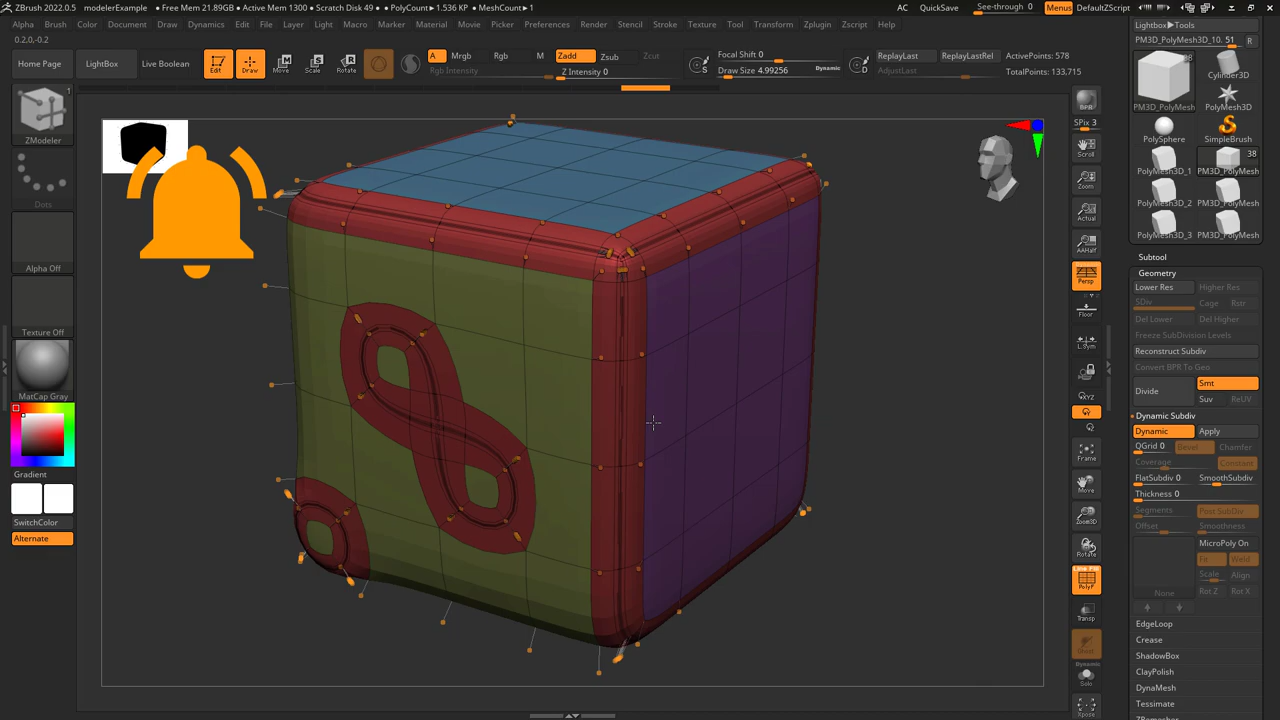 ZBrush 2022.0.5 modelerExample • Free Mem 21.89GB • Active Mem 1300 • Scratch Disk 49 • PolyCount►1.536 KP • MeshCount►1 AC QuickSave See-through 0 Menus DefaultZScript
Alpha Brush Color Document Draw Dynamics Edit File Layer Light Macro Marker Material Movie Picker Preferences Render Stencil Stroke Texture Tool Transform Zplugin Zscript Help
0.2,0,-0.2
Home Page LightBox Live Boolean
Edit Draw Move Scale Rotate
A Mrgb Rgb M Zadd Zsub Zcut
Rgb Intensity Z Intensity 0
Focal Shift 0
Draw Size 4.99256 Dynamic
S D
ReplayLast ReplayLastRel
AdjustLast
ActivePoints: 578
TotalPoints: 133,715
1
ZModeler
Dots
Alpha Off
Texture Off
MatCap Gray
Gradient
SwitchColor
Alternate
BPR
SPix 3
Scroll
Zoom
Actual
AAHalf
Persp
Floor
L.Sym
XYZ
Y
Z
Frame
Move
Zoom3D
Rotate
Line Fill
PolyF
Transp
Ghost
Dynamic
Solo
Xpose
Lightbox►Tools
PM3D_PolyMesh3D_10. 51 R
38
PM3D_PolyMesh
Cylinder3D
PolyMesh3D
PolySphere SimpleBrush
38
PolyMesh3D_1 PM3D_PolyMesh
PolyMesh3D_2 PM3D_PolyMesh
PolyMesh3D_3 PM3D_PolyMesh
Subtool
Geometry
Lower Res Higher Res
SDiv Cage Rstr
Del Lower Del Higher
Freeze SubDivision Levels
Reconstruct Subdiv
Convert BPR To Geo
Divide Smt
Suv ReUV
Dynamic Subdiv
Dynamic Apply
QGrid 0 Bevel Chamfer
Coverage Constant
FlatSubdiv 0 SmoothSubdiv
Thickness 0
Segments Post SubDiv
Offset Smoothness
MicroPoly On
Fit Weld
Scale Align
None Rot Z Rot X
EdgeLoop
Crease
ShadowBox
ClayPolish
DynaMesh
Tessimate